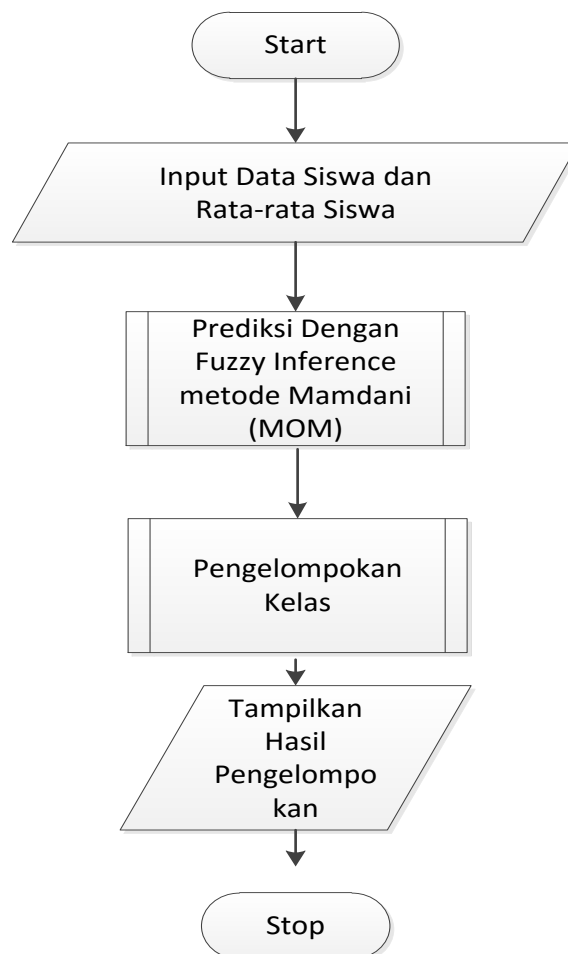 Start
Input Data Siswa dan
Rata-rata Siswa
Prediksi Dengan
Fuzzy Inference
metode Mamdani
(MOM)
Pengelompokan
Kelas
Tampilkan
Hasil
Pengelompo
kan
Stop